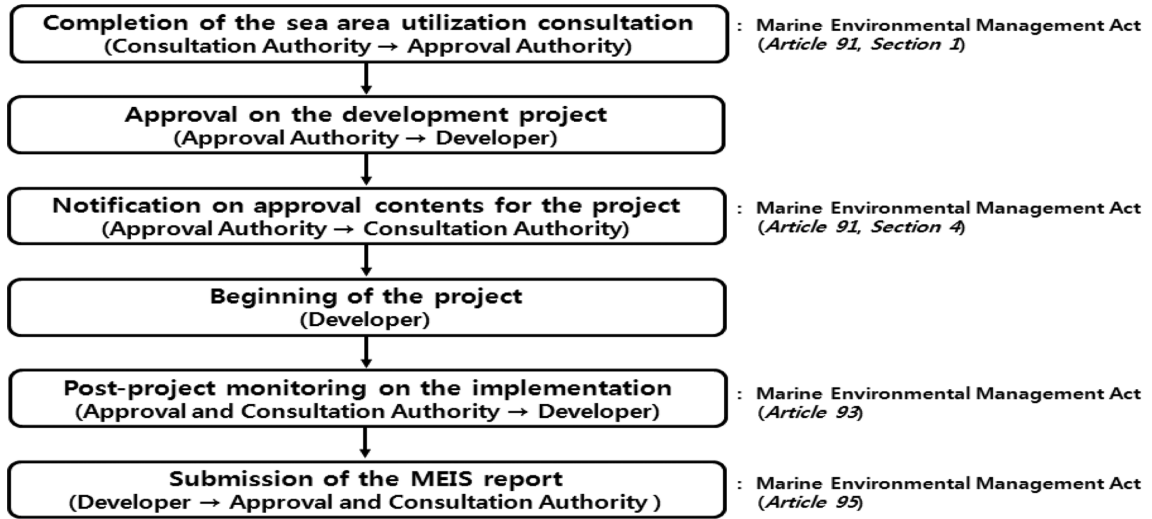 Completion of the sea area utilization consultation
(Consultation Authority → Approval Authority)
: Marine Environmental Management Act
(Article 91, Section 1)
Approval on the development project
(Approval Authority → Developer)
Notification on approval contents for the project
(Approval Authority → Consultation Authority)
: Marine Environmental Management Act
(Article 91, Section 4)
Beginning of the project
(Developer)
Post-project monitoring on the implementation
(Approval and Consultation Authority → Developer)
: Marine Environmental Management Act
(Article 93)
Submission of the MEIS report
(Developer → Approval and Consultation Authority )
: Marine Environmental Management Act
(Article 95)